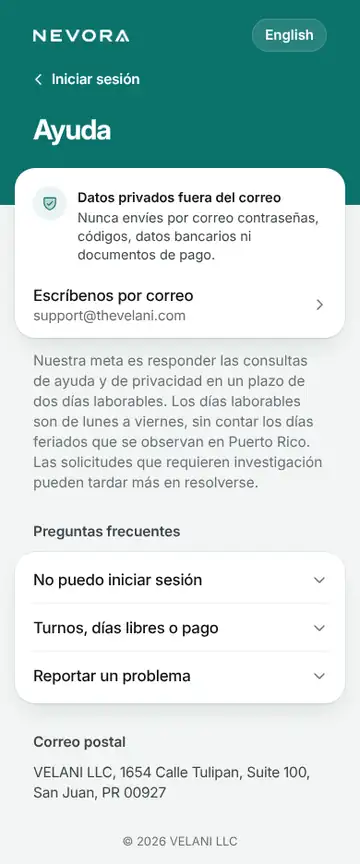 NEVORA
English
Iniciar sesión
Ayuda
Datos privados fuera del correo
Nunca envíes por correo contraseñas,
códigos, datos bancarios ni
documentos de pago.
Escríbenos por correo
support@thevelani.com
Nuestra meta es responder las consultas
de ayuda y de privacidad en un plazo de
dos días laborables. Los días laborables
son de lunes a viernes, sin contar los días
feriados que se observan en Puerto Rico.
Las solicitudes que requieren investigación
pueden tardar más en resolverse.
Preguntas frecuentes
No puedo iniciar sesión
Turnos, días libres o pago
Reportar un problema
Correo postal
VELANI LLC, 1654 Calle Tulipan, Suite 100,
San Juan, PR 00927
© 2026 VELANI LLC